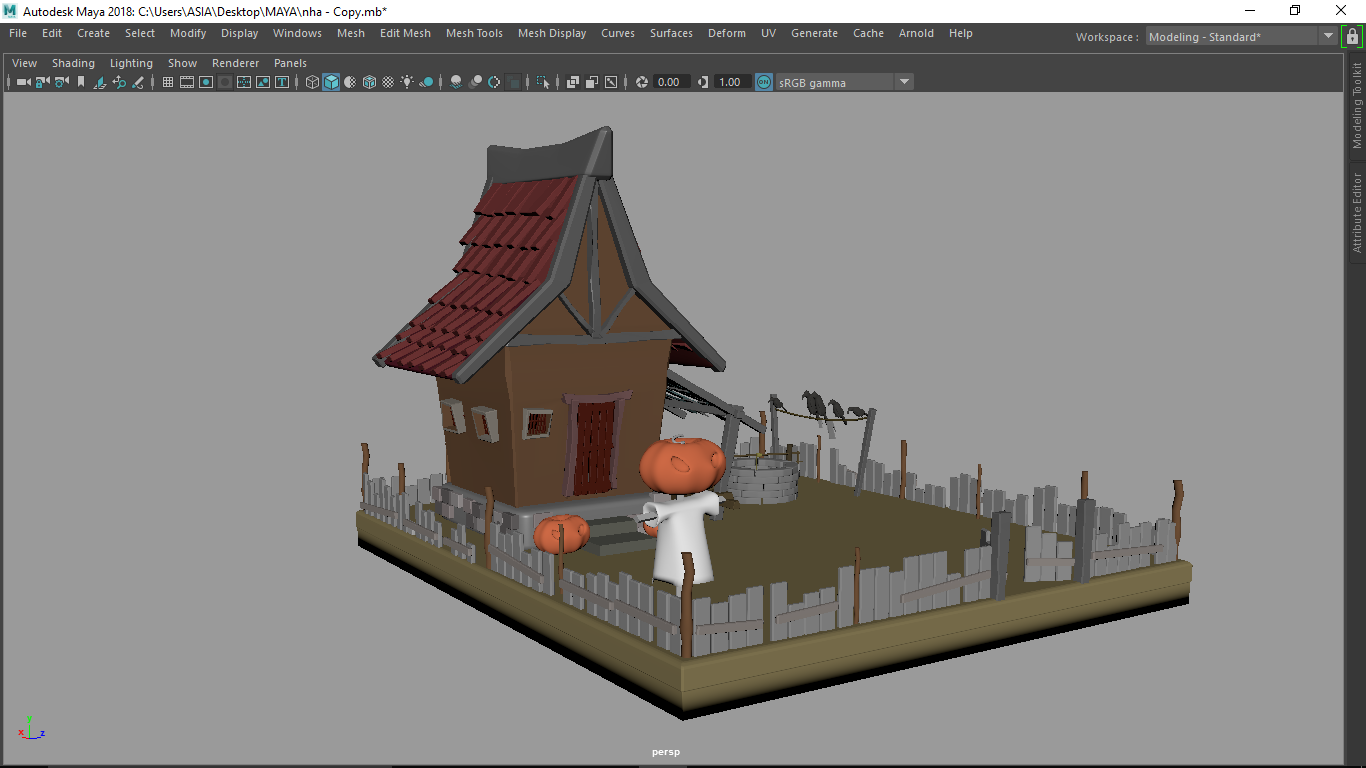 Autodesk Maya 2018: C:\Users\ASIA\Desktop\MAYA\nha - Copy.mb*
File Edit Create Select Modify Display Windows Mesh Edit Mesh Mesh Tools Mesh Display Curves Surfaces Deform UV Generate Cache Arnold Help
Workspace : Modeling - Standard*
View Shading Lighting Show Renderer Panels
0.00 1.00 ON sRGB gamma
Modeling Toolkit
Attribute Editor
y
x z
persp